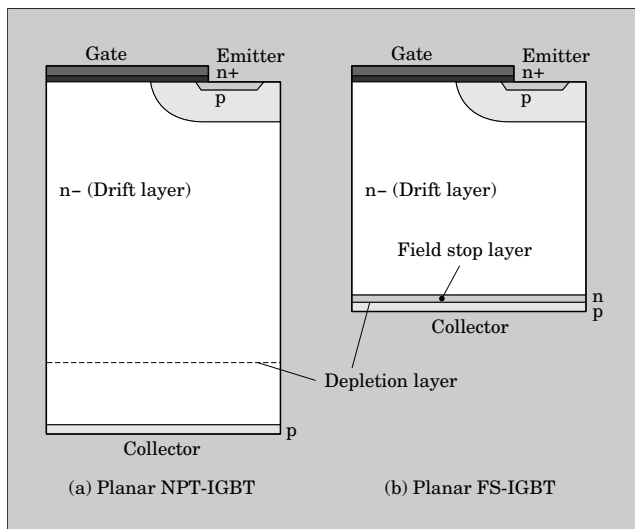 Gate
Emitter
n+
p
n− (Drift layer)
p
Collector
(a) Planar NPT-IGBT
Gate
Emitter
n+
p
n− (Drift layer)
Field stop layer
n
p
Collector
Depletion layer
(b) Planar FS-IGBT